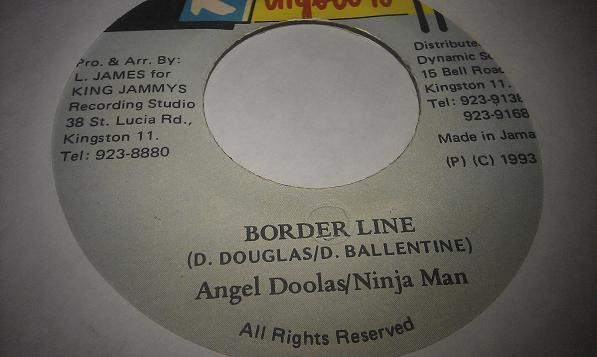 Pro. & Arr. By:
L. JAMES for
KING JAMMYS
Recording Studio
38 St. Lucia Rd.,
Kingston 11.
Tel: 923-8880
Dynamic
15 Bell Road
Kingston 11.
Tel: 923-9138
923-9168
Made in
(P) (C) 1993
BORDER LINE
(D. DOUGLAS/D. BALLENTINE)
Angel Doolas/Ninja Man
All Rights Reserved